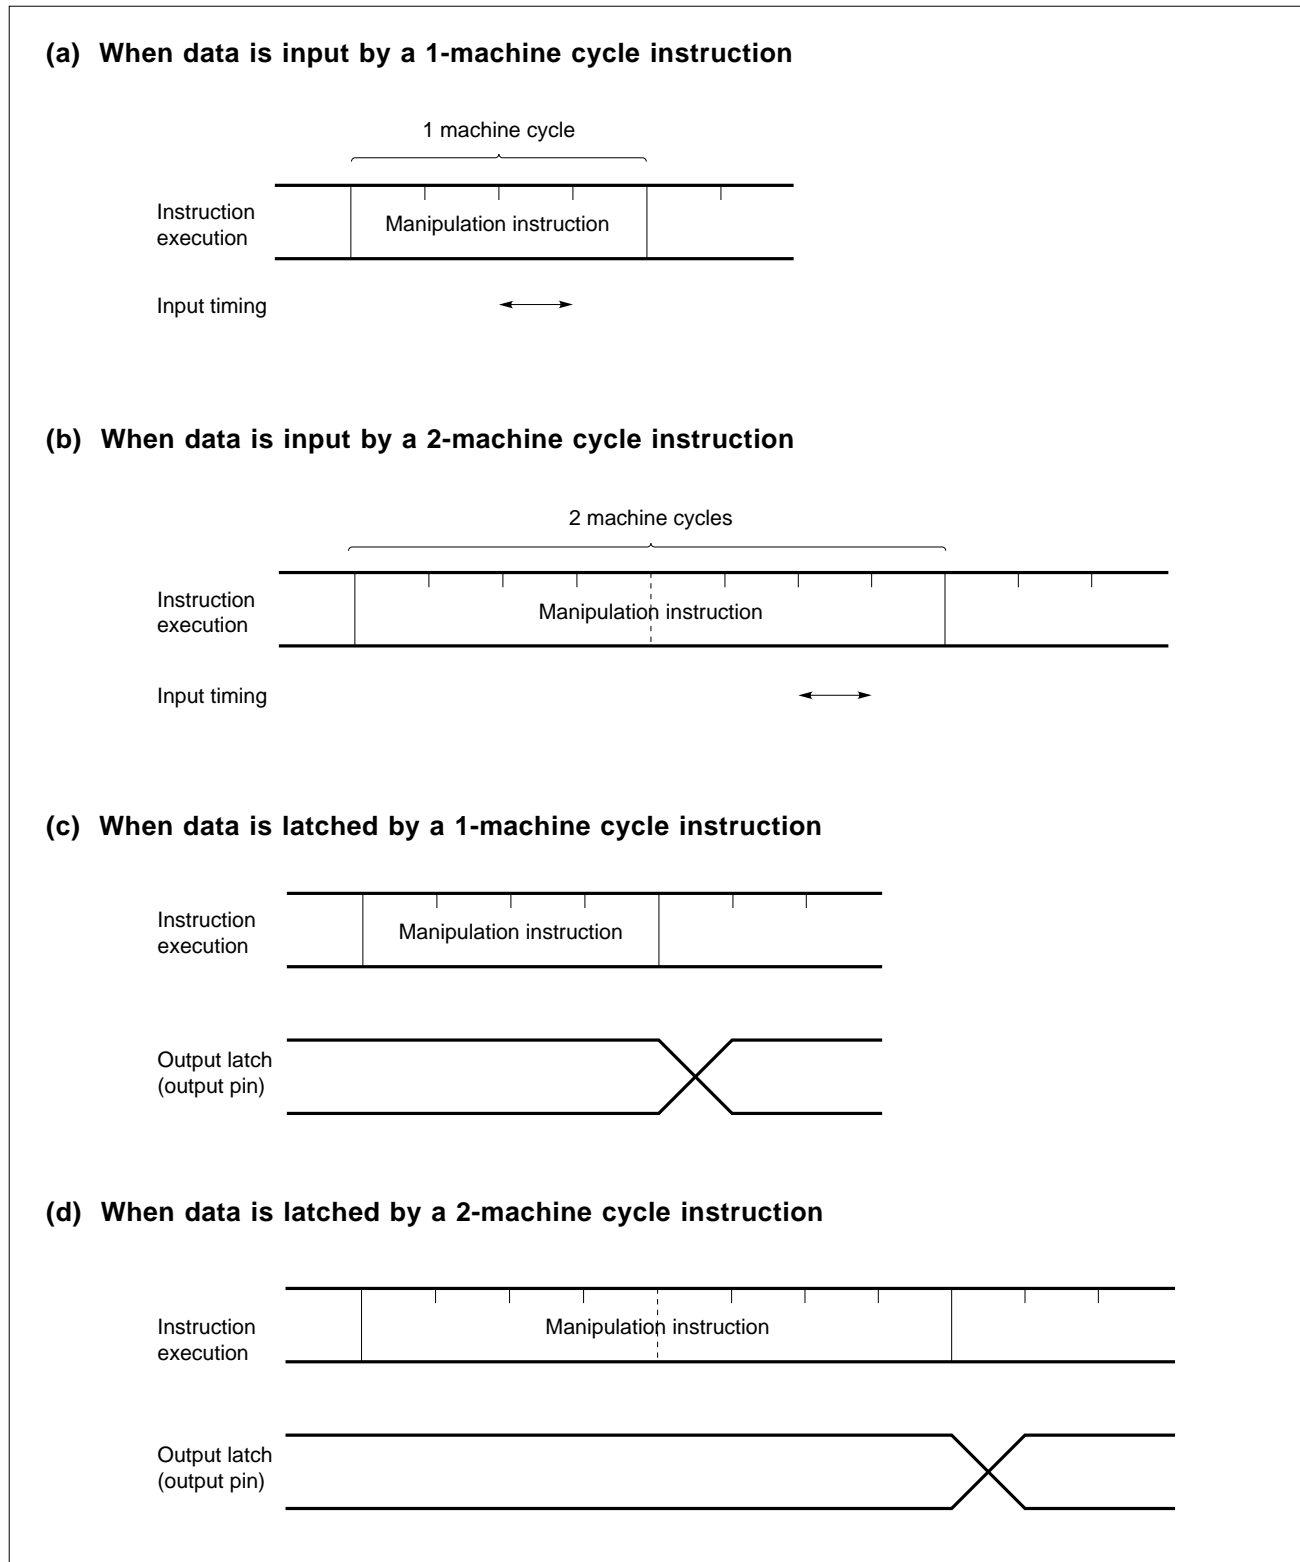 (a) When data is input by a 1-machine cycle instruction
1 machine cycle
Instruction
execution
Manipulation instruction
Input timing
(b) When data is input by a 2-machine cycle instruction
2 machine cycles
Instruction
execution
Manipulation instruction
Input timing
(c) When data is latched by a 1-machine cycle instruction
Instruction
execution
Manipulation instruction
Output latch
(output pin)
(d) When data is latched by a 2-machine cycle instruction
Instruction
execution
Manipulation instruction
Output latch
(output pin)